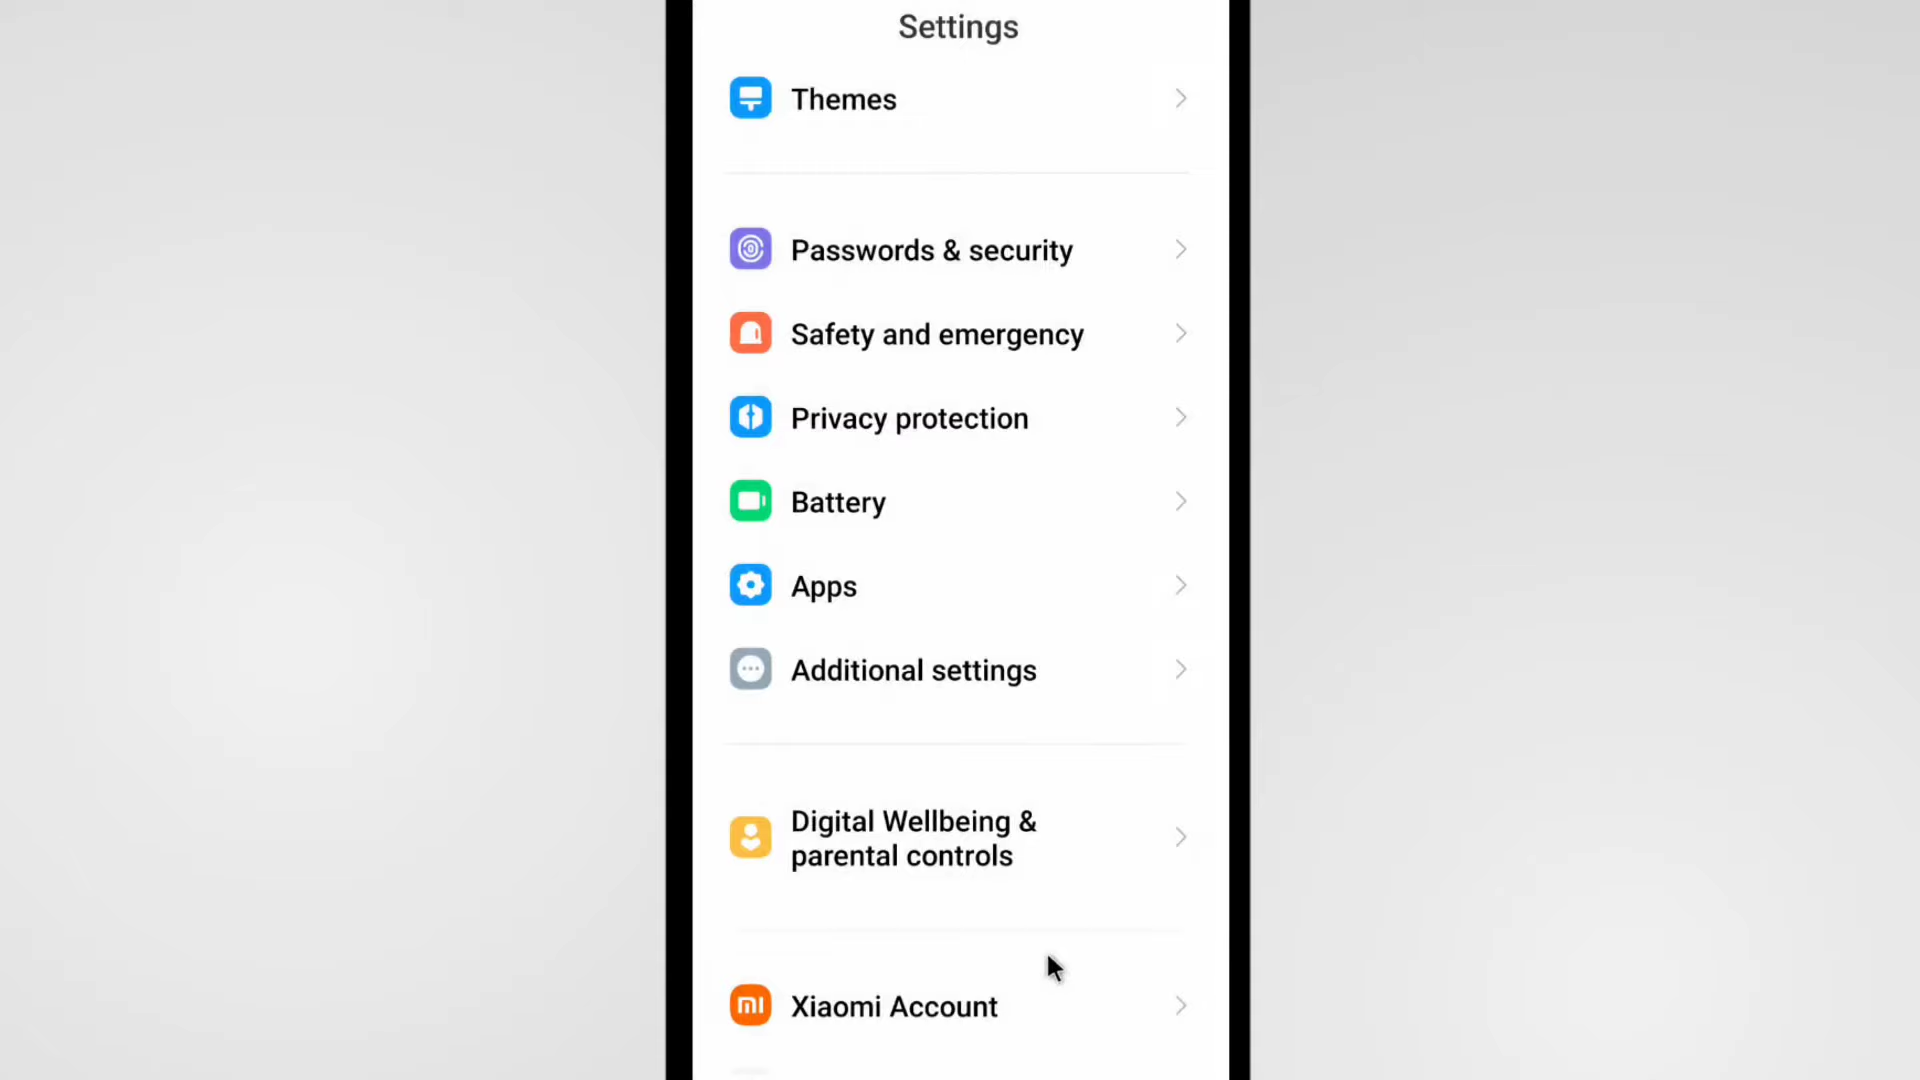 Settings
Themes
Passwords & security
Safety and emergency
Privacy protection
Battery
Apps
Additional settings
Digital Wellbeing &
parental controls
Xiaomi Account